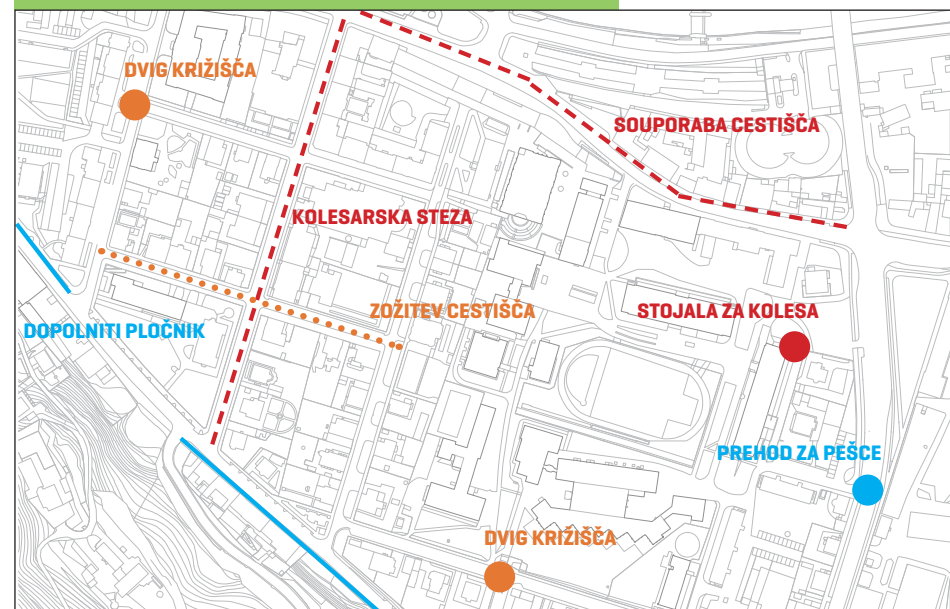 DVIG KRIŽIŠČA
SOUPORABA CESTIŠČA
KOLESARSKA STEZA
ZOŽITEV CESTIŠČA
STOJALA ZA KOLESA
DOPOLNITI PLOČNIK
PREHOD ZA PEŠCE
DVIG KRIŽIŠČA